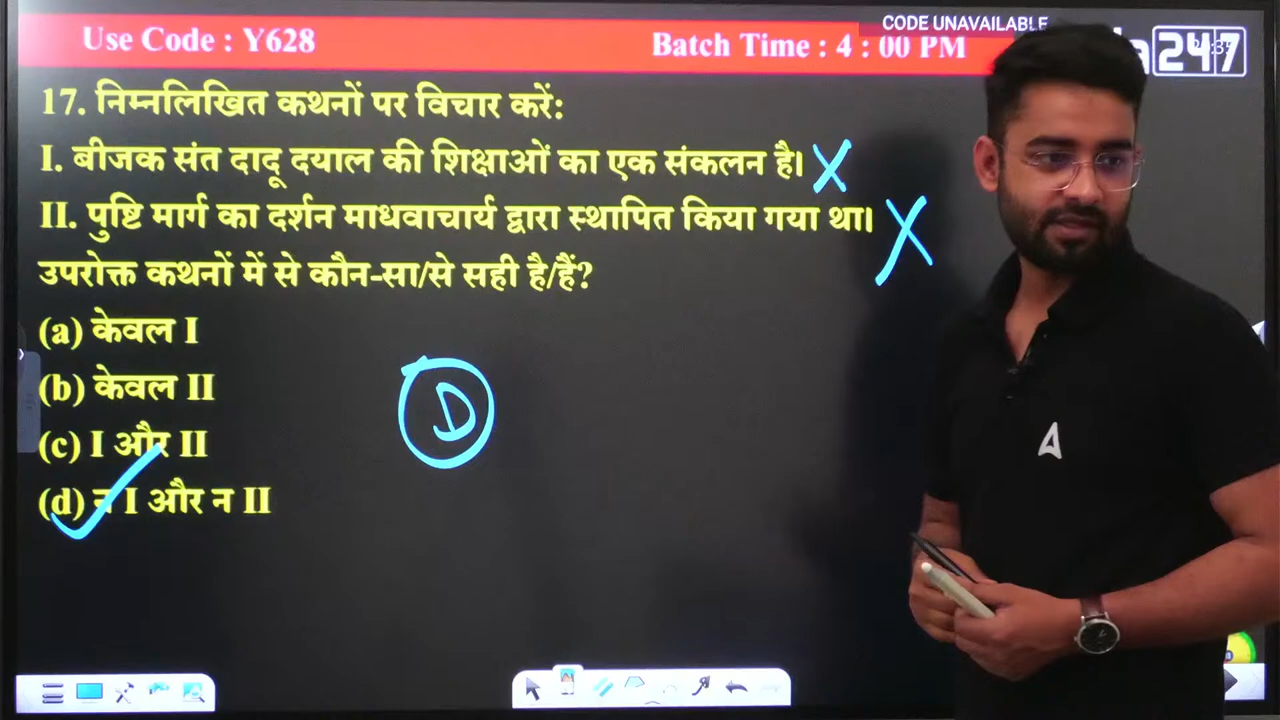 CODE UNAVAILABLE
Use Code : Y628
Batch Time : 4 : 00 PM
247
17. निम्नलिखित कथनों पर विचार करें:
I. बीजक संत दादू दयाल की शिक्षाओं का एक संकलन है। X
II. पुष्टि मार्ग का दर्शन माधवाचार्य द्वारा स्थापित किया गया था। X
उपरोक्त कथनों में से कौन-सा/से सही है/हैं?
(a) केवल I
(b) केवल II
(c) I और II
(d) न I और न II
D
A